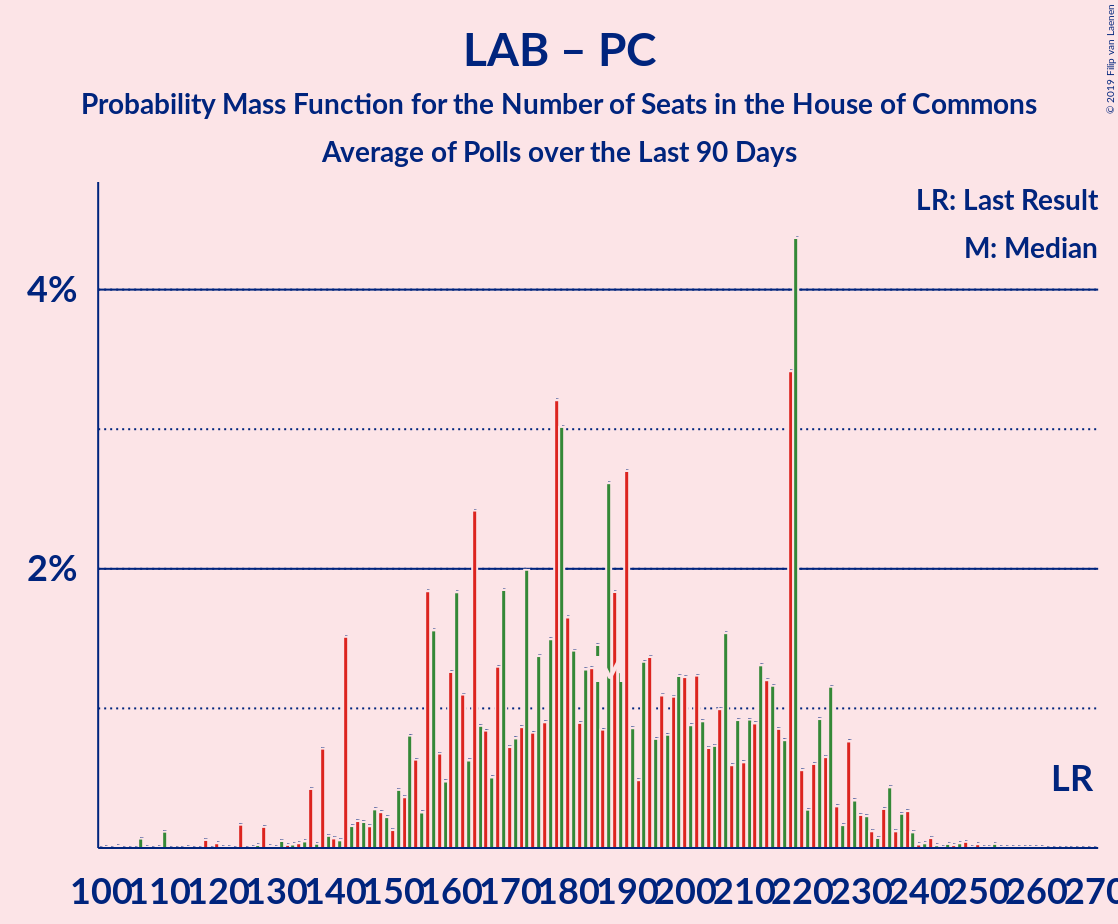 LAB – PC
Probability Mass Function for the Number of Seats in the House of Commons
Average of Polls over the Last 90 Days
© 2019 Filip van Laenen
LR: Last Result
M: Median
4%
2%
M
LR
100 110 120 130 140 150 160 170 180 190 200 210 220 230 240 250 260 270